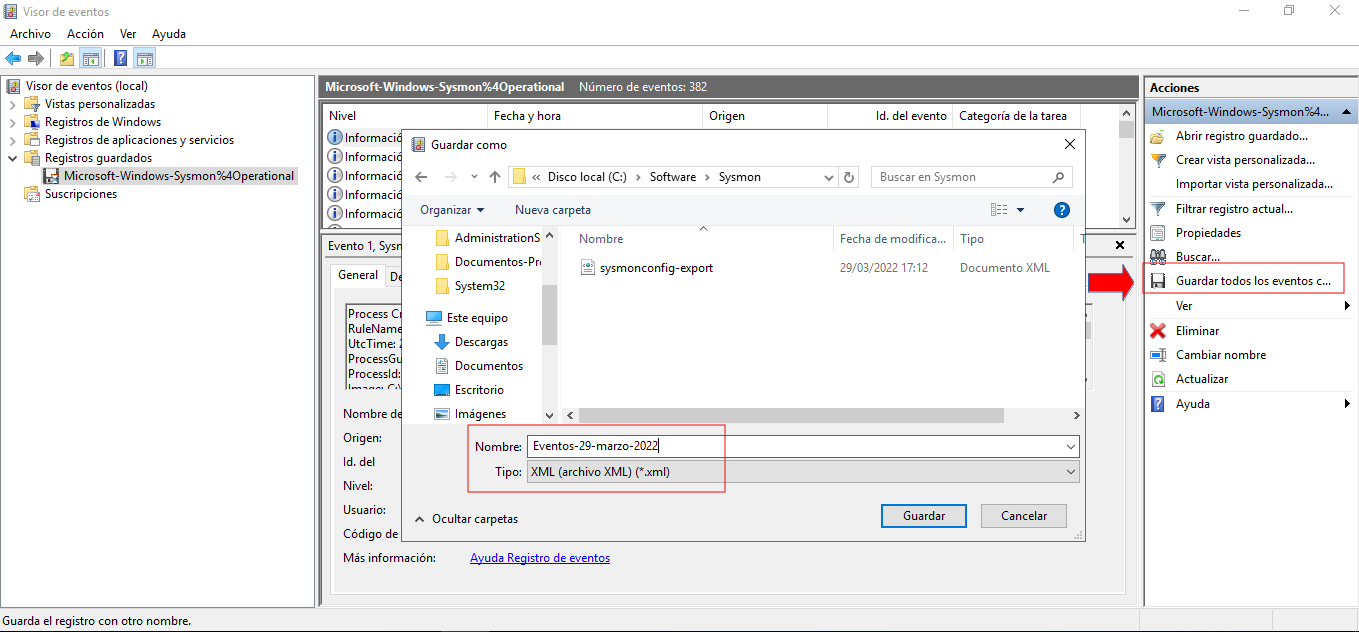 Visor de eventos
Archivo Acción Ver Ayuda
Visor de eventos (local)
Vistas personalizadas
Registros de Windows
Registros de aplicaciones y servicios
Registros guardados
Microsoft-Windows-Sysmon%4Operational
Suscripciones
Microsoft-Windows-Sysmon%4Operational Número de eventos: 382
Nivel Fecha y hora Origen Id. del evento Categoría de la tarea
Informació
Informació
Informació
Informació
Informació
Evento 1, Sysn
General De
Process Cr
RuleName
UtcTime: 2
ProcessGu
ProcessId:
Image: C:\
Nombre de
Origen:
Id. del
Nivel:
Usuario:
Código de
Más información: Ayuda Registro de eventos
Guardar como
« Disco local (C:) › Software › Sysmon
Buscar en Sysmon
Organizar Nueva carpeta
AdministrationS
Documentos-Pro
System32
Este equipo
Descargas
Documentos
Escritorio
Imágenes
Nombre Fecha de modifica... Tipo T
sysmonconfig-export 29/03/2022 17:12 Documento XML
Nombre: Eventos-29-marzo-2022
Tipo: XML (archivo XML) (*.xml)
Ocultar carpetas
Guardar Cancelar
Acciones
Microsoft-Windows-Sysmon%4...
Abrir registro guardado...
Crear vista personalizada...
Importar vista personalizada...
Filtrar registro actual...
Propiedades
Buscar...
Guardar todos los eventos c...
Ver
Eliminar
Cambiar nombre
Actualizar
Ayuda
Guarda el registro con otro nombre.